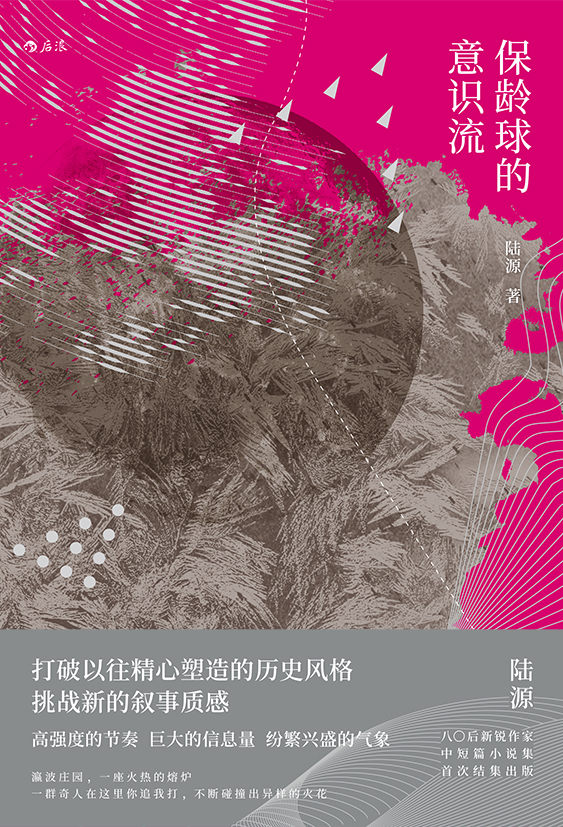 后浪
保龄球的
意识流
陆源 著
打破以往精心塑造的历史风格
挑战新的叙事质感
高强度的节奏 巨大的信息量 纷繁兴盛的气象
瀛波庄园，一座火热的熔炉
一群奇人在这里你追我打，不断碰撞出异样的火花
陆源
八〇后新锐作家
中短篇小说集
首次结集出版